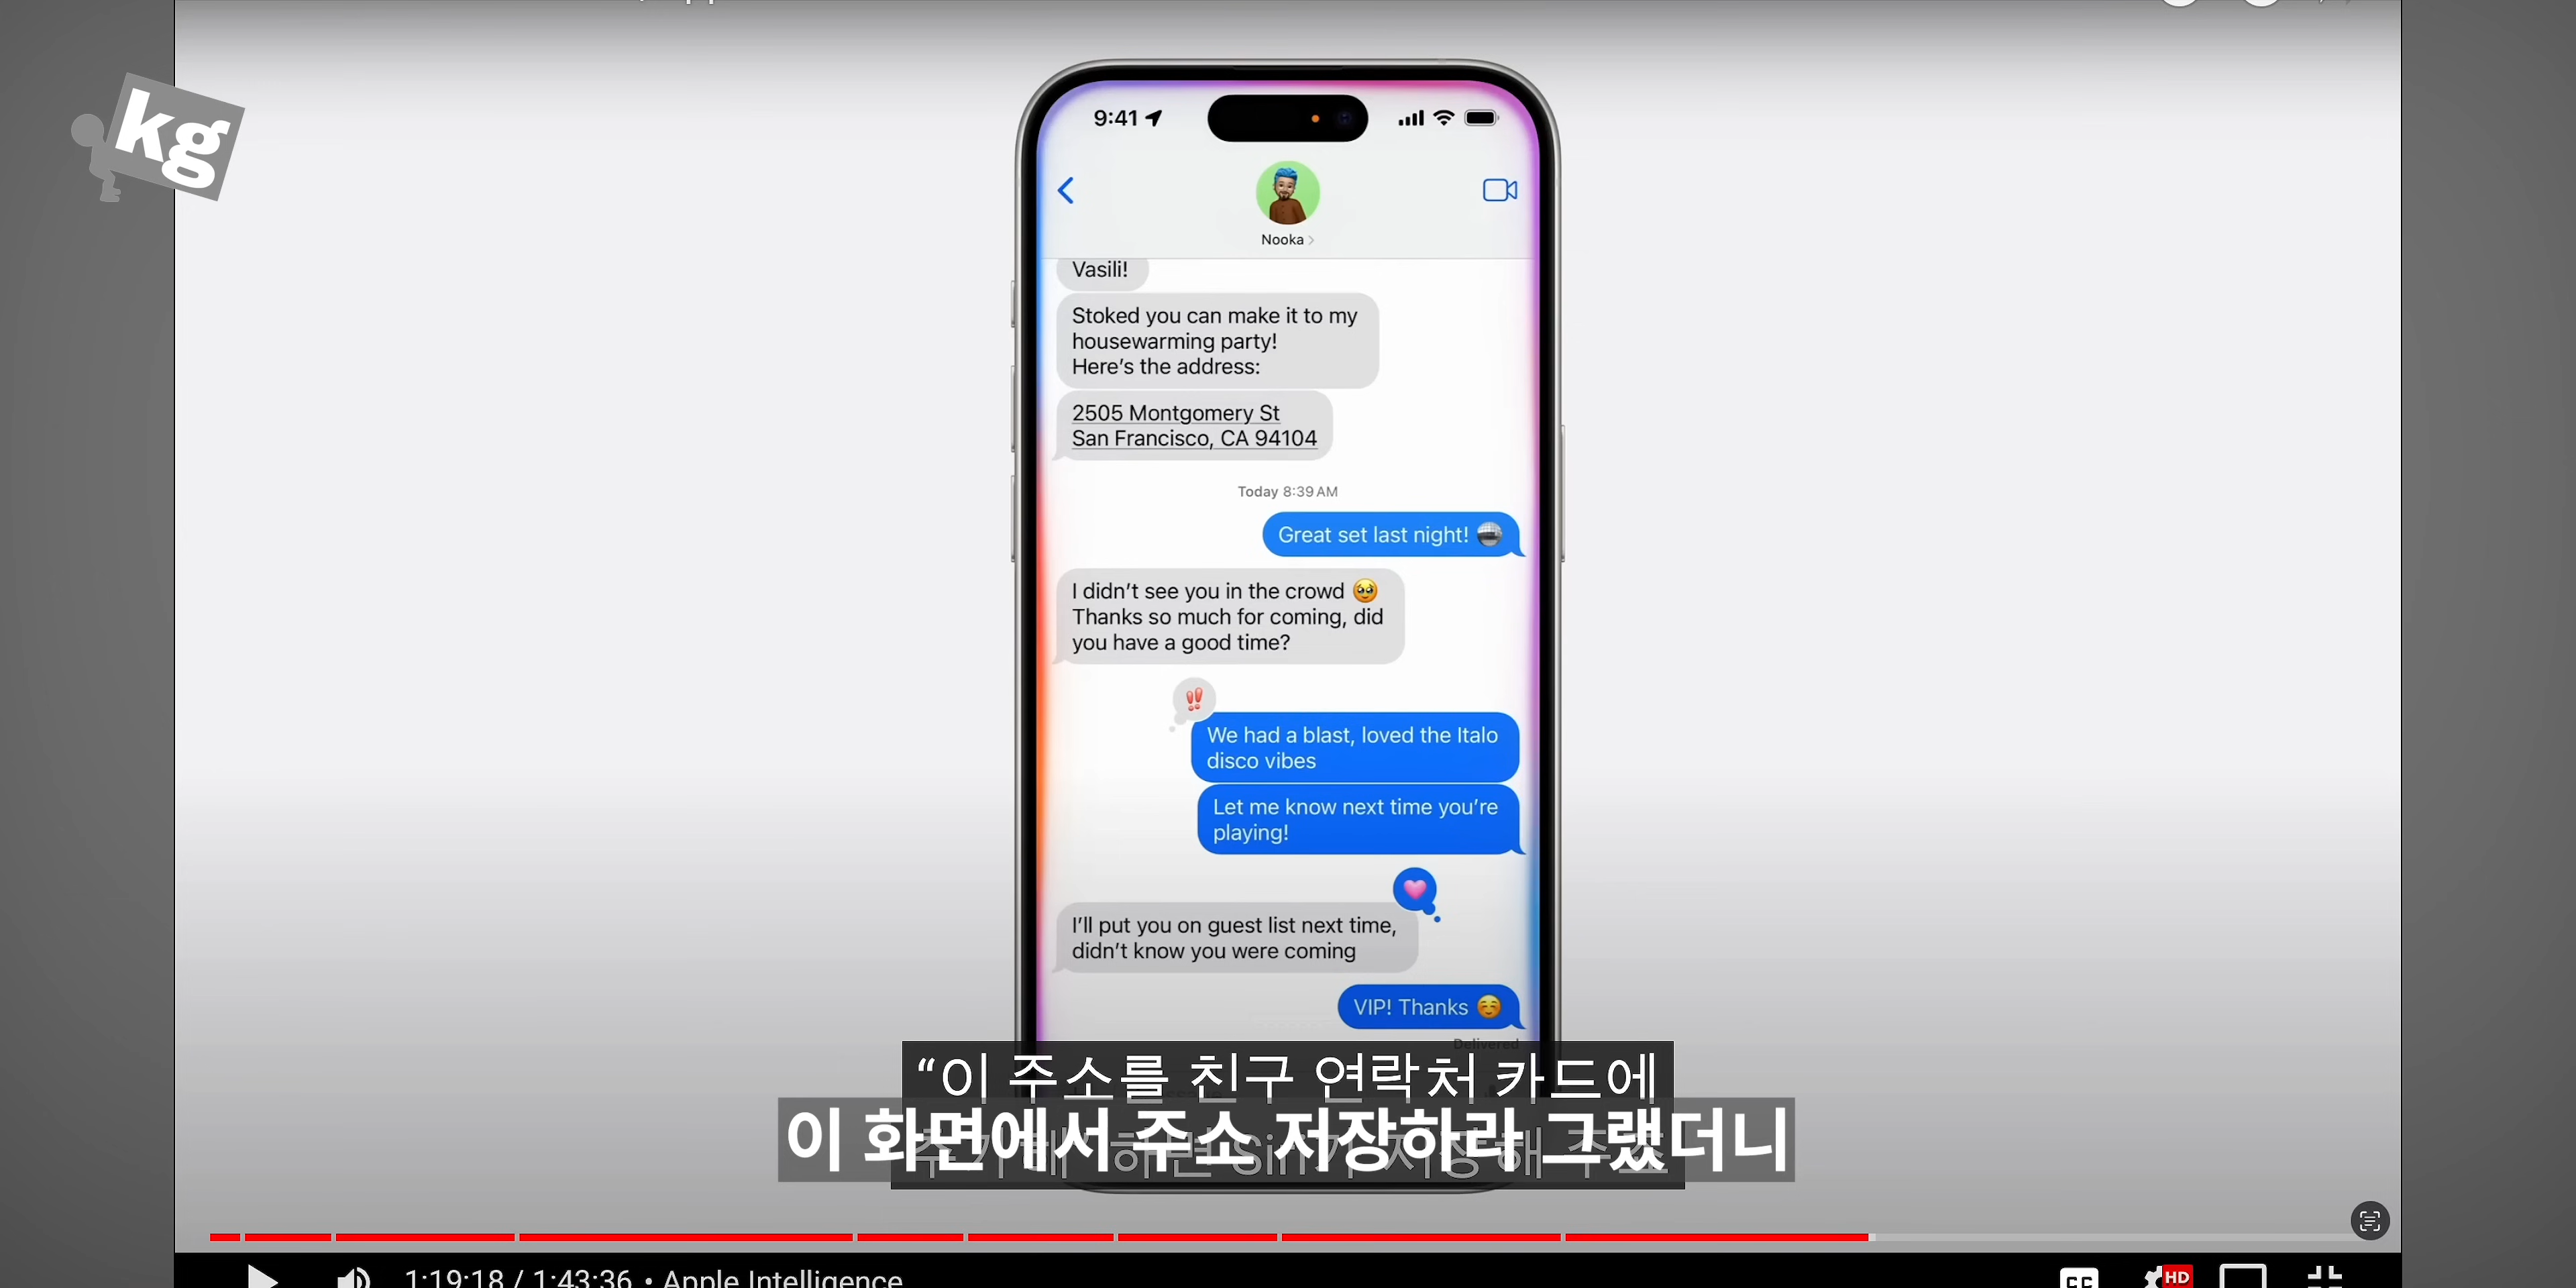 kg
9:41
Nooka
Vasili!
Stoked you can make it to my
housewarming party!
Here's the address:
2505 Montgomery St
San Francisco, CA 94104
Today 8:39 AM
Great set last night!
I didn't see you in the crowd 🥹
Thanks so much for coming, did
you have a good time?
‼
We had a blast, loved the Italo
disco vibes
Let me know next time you're
playing!
I'll put you on guest list next time,
didn't know you were coming
VIP! Thanks ☺️
Delivered
“이 주소를 친구 연락처 카드에
이 화면에서 주소 저장하라 그랬더니
1:19:18 / 1:43:36 • Apple Intelligence
CC
HD